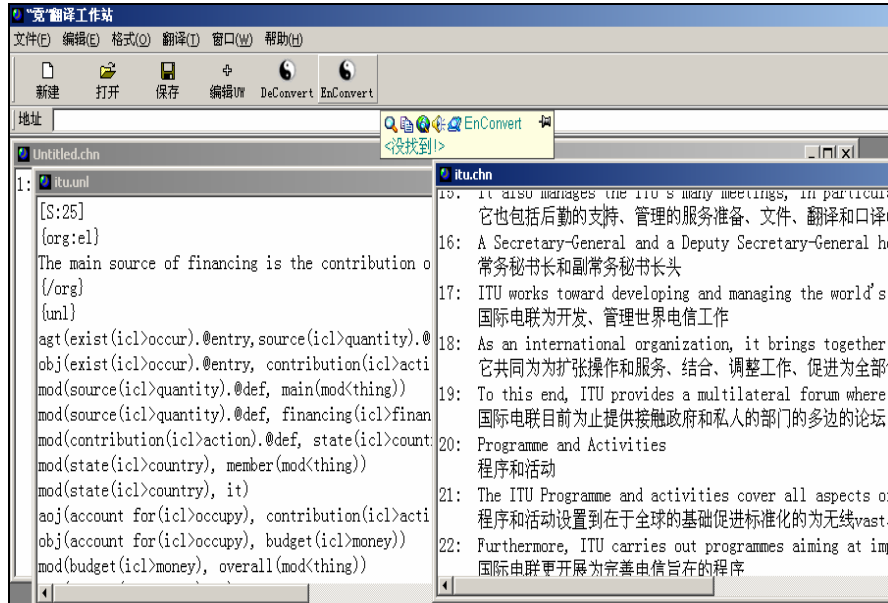 "竞"翻译工作站
文件(F) 编辑(E) 格式(O) 翻译(T) 窗口(W) 帮助(H)
新建 打开 保存 编辑UW DeConvert EnConvert
地址
EnConvert
<没找到!>
Untitled.chn
1:
itu.unl
[S:25]
{org:el}
The main source of financing is the contribution o
{/org}
{unl}
agt(exist(icl>occur).@entry,source(icl>quantity).@
obj(exist(icl>occur).@entry, contribution(icl>acti
mod(source(icl>quantity).@def, main(mod<thing))
mod(source(icl>quantity).@def, financing(icl>finan
mod(contribution(icl>action).@def, state(icl>count
mod(state(icl>country), member(mod<thing))
mod(state(icl>country), it)
aoj(account for(icl>occupy), contribution(icl>acti
obj(account for(icl>occupy), budget(icl>money))
mod(budget(icl>money), overall(mod<thing))
itu.chn
15: It also manages the ITU's many meetings, in particula
它也包括后勤的支持、管理的服务准备、文件、翻译和口译
16: A Secretary-General and a Deputy Secretary-General h
常务秘书长和副常务秘书长头
17: ITU works toward developing and managing the world's
国际电联为开发、管理世界电信工作
18: As an international organization, it brings together
它共同为为扩张操作和服务、结合、调整工作、促进为全部
19: To this end, ITU provides a multilateral forum where
国际电联目前为止提供接触政府和私人的部门的多边的论坛
20: Programme and Activities
程序和活动
21: The ITU Programme and activities cover all aspects o
程序和活动设置到在于全球的基础促进标准化的为无线vast
22: Furthermore, ITU carries out programmes aiming at im
国际电联更开展为完善电信旨在的程序